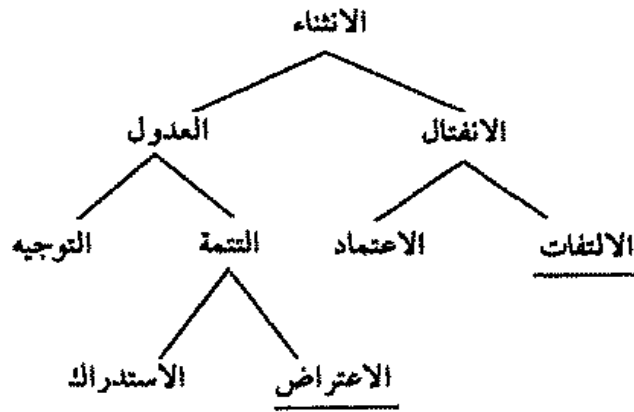 الانثناء
الانفتال العدول
الالتفات الاعتماد التتمة التوجيه
الاعتراض الاستدراك